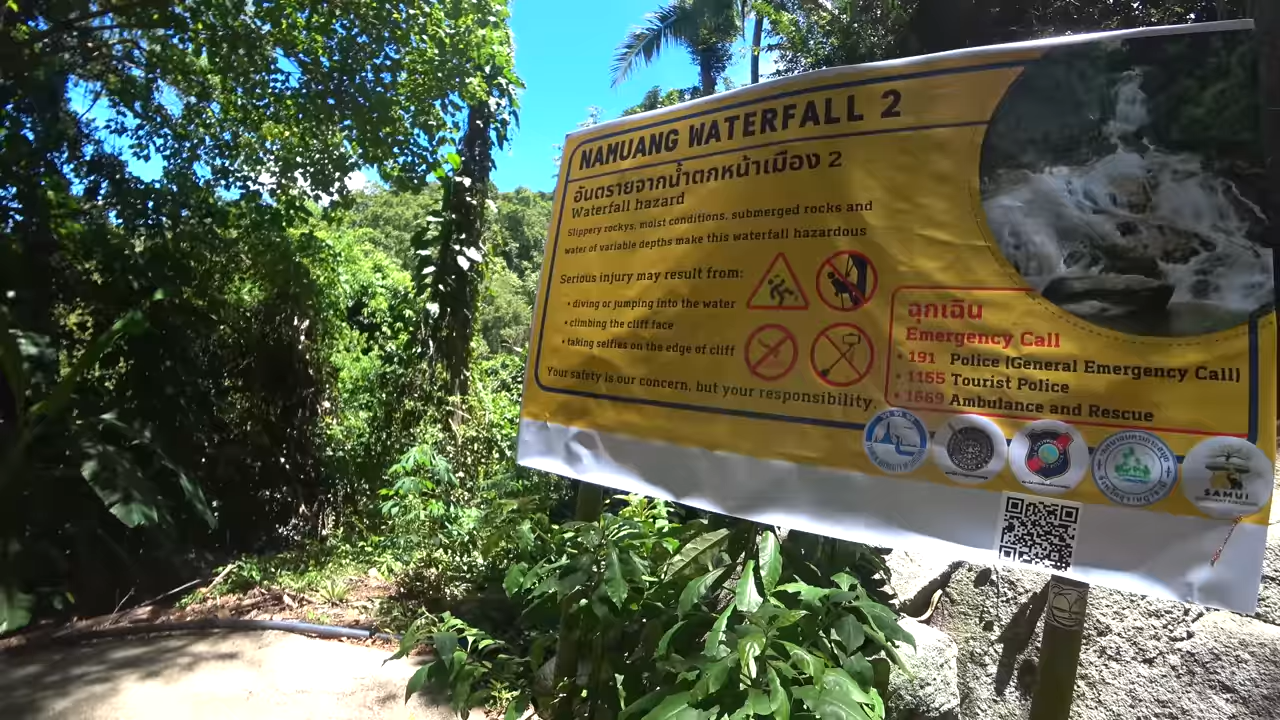 NAMUANG WATERFALL 2
อันตรายจากน้ำตกหน้าเมือง 2
Waterfall hazard
Slippery rockys, moist conditions, submerged rocks and
water of variable depths make this waterfall hazardous
Serious injury may result from:
• diving or jumping into the water
• climbing the cliff face
• taking selfies on the edge of cliff
Your safety is our concern, but your responsibility.
ฉุกเฉิน
Emergency Call
• 191 Police (General Emergency Call)
• 1155 Tourist Police
• 1669 Ambulance and Rescue
SAMUI